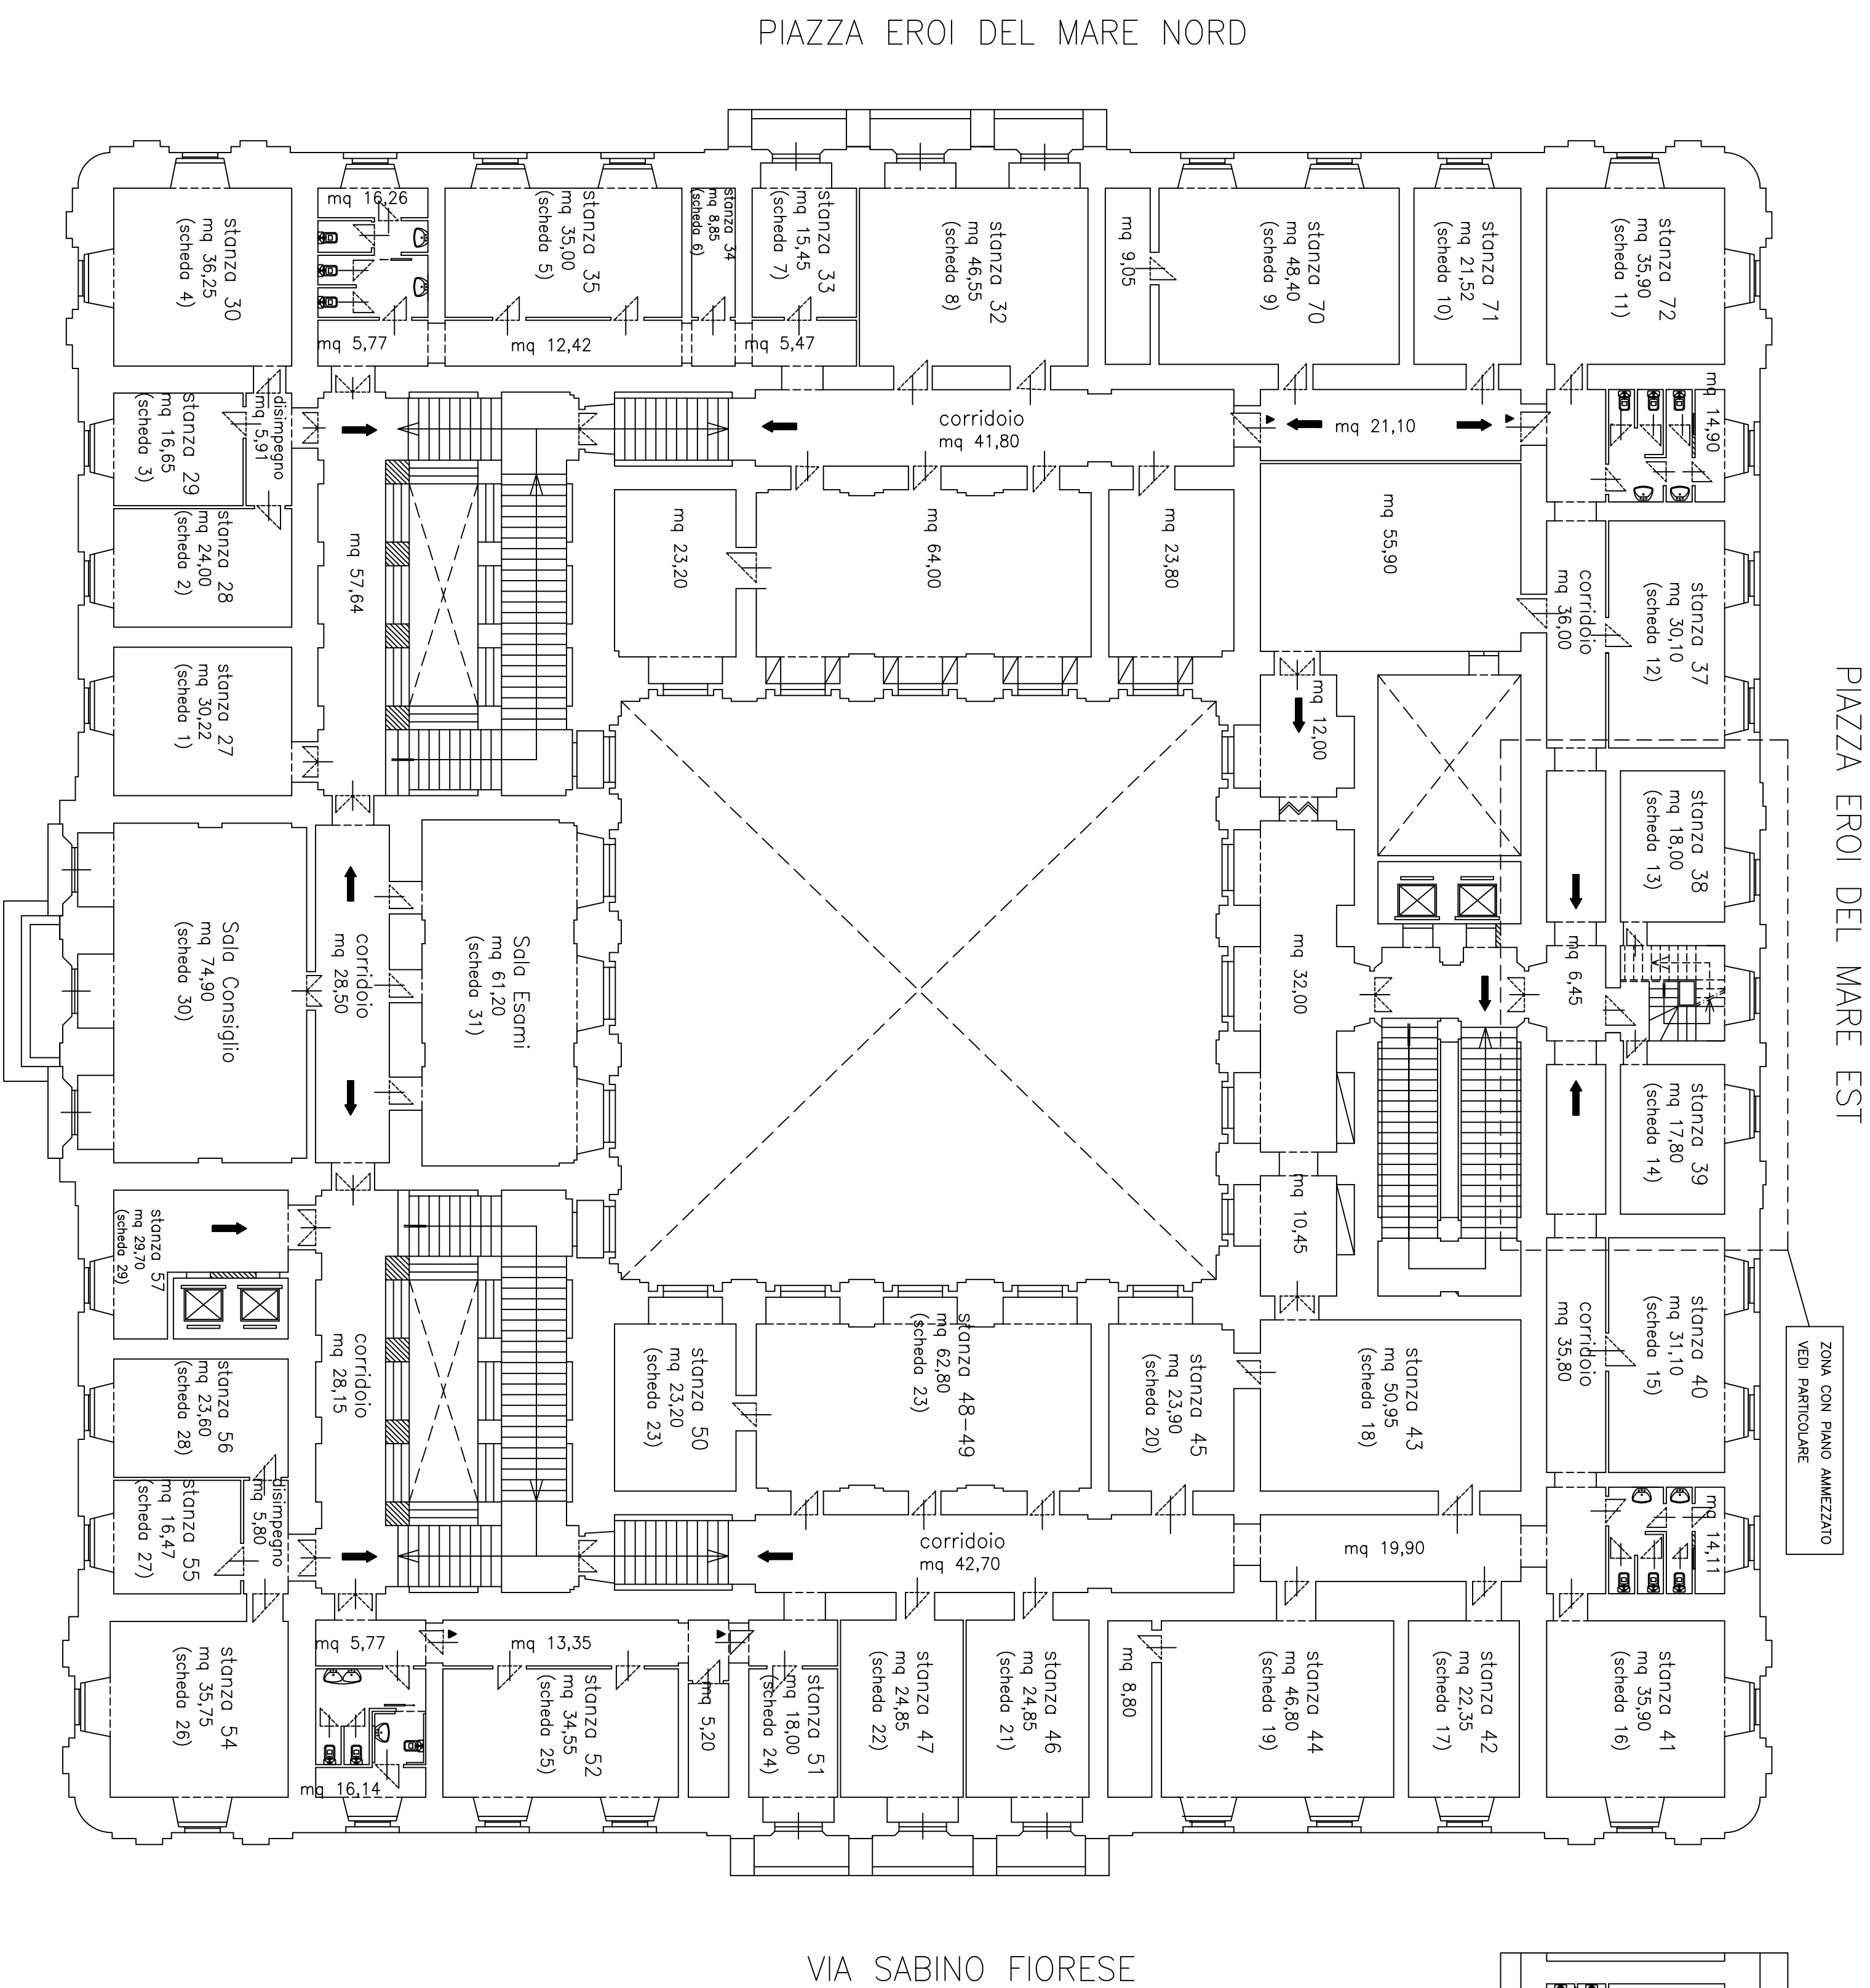 PIAZZA EROI DEL MARE NORD
stanza 30
mq 36,25
(scheda 4)
mq 16,26
stanza 35
mq 35,00
(scheda 5)
stanza 34
mq 8,85
(scheda 6)
stanza 33
mq 15,45
(scheda 7)
stanza 32
mq 46,55
(scheda 8)
mq 9,05
stanza 70
mq 48,40
(scheda 9)
stanza 71
mq 21,52
(scheda 10)
stanza 72
mq 35,90
(scheda 11)
mq 5,77
mq 12,42
mq 5,47
stanza 29
mq 16,65
(scheda 3)
disimpegno
mq 5,91
corridoio
mq 41,80
mq 21,10
mq 14,90
stanza 28
mq 24,00
(scheda 2)
mq 57,64
mq 23,20
mq 64,00
mq 23,80
mq 55,90
corridoio
mq 36,00
stanza 37
mq 30,10
(scheda 12)
stanza 27
mq 30,22
(scheda 1)
mq 12,00
PIAZZA EROI DEL MARE EST
stanza 38
mq 18,00
(scheda 13)
Sala Consiglio
mq 74,90
(scheda 30)
corridoio
mq 28,50
Sala Esami
mq 61,20
(scheda 31)
mq 32,00
mq 6,45
stanza 39
mq 17,80
(scheda 14)
mq 10,45
stanza 57
mq 29,70
(scheda 29)
corridoio
mq 28,15
stanza 50
mq 23,20
(scheda 23)
stanza 48-49
mq 62,80
(scheda 23)
stanza 45
mq 23,90
(scheda 20)
stanza 43
mq 50,95
(scheda 18)
corridoio
mq 35,80
stanza 40
mq 31,10
(scheda 15)
ZONA CON PIANO AMMEZZATO
VEDI PARTICOLARE
stanza 56
mq 23,60
(scheda 28)
stanza 55
mq 16,47
(scheda 27)
disimpegno
mq 5,80
corridoio
mq 42,70
mq 19,90
mq 14,11
mq 5,77
mq 13,35
stanza 54
mq 35,75
(scheda 26)
mq 16,14
stanza 52
mq 34,55
(scheda 25)
mq 5,20
stanza 51
mq 18,00
(scheda 24)
stanza 47
mq 24,85
(scheda 22)
stanza 46
mq 24,85
(scheda 21)
mq 8,80
stanza 44
mq 46,80
(scheda 19)
stanza 42
mq 22,35
(scheda 17)
stanza 41
mq 35,90
(scheda 16)
VIA SABINO FIORESE